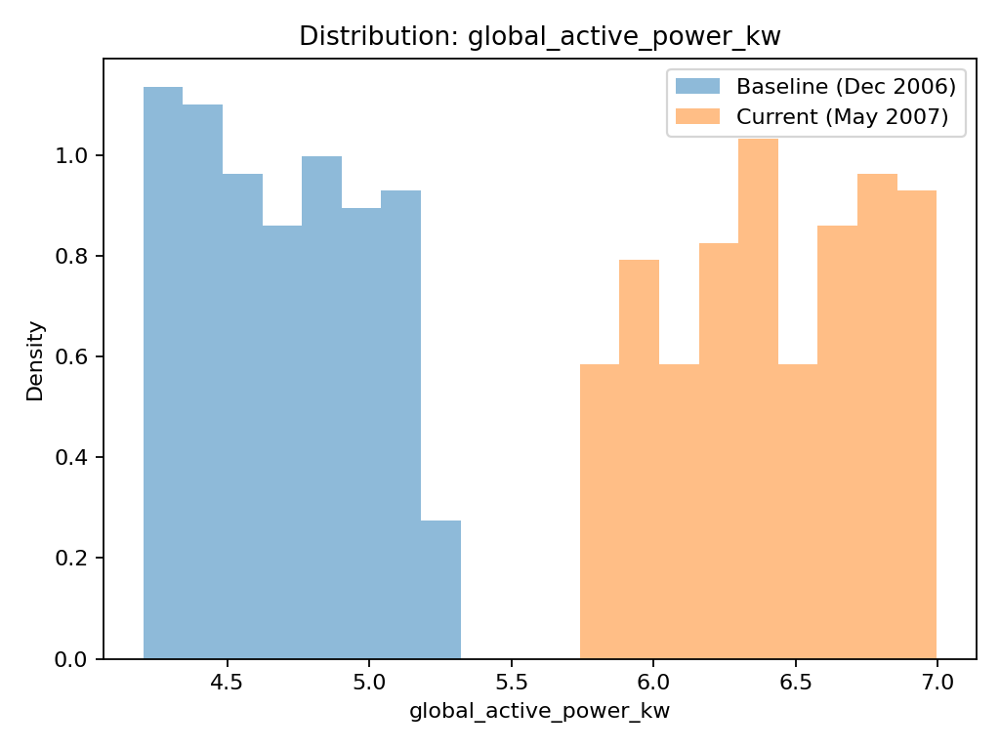 Distribution: global_active_power_kw
Baseline (Dec 2006)
Current (May 2007)
Density
1.0
0.8
0.6
0.4
0.2
0.0
4.5 5.0 5.5 6.0 6.5 7.0
global_active_power_kw